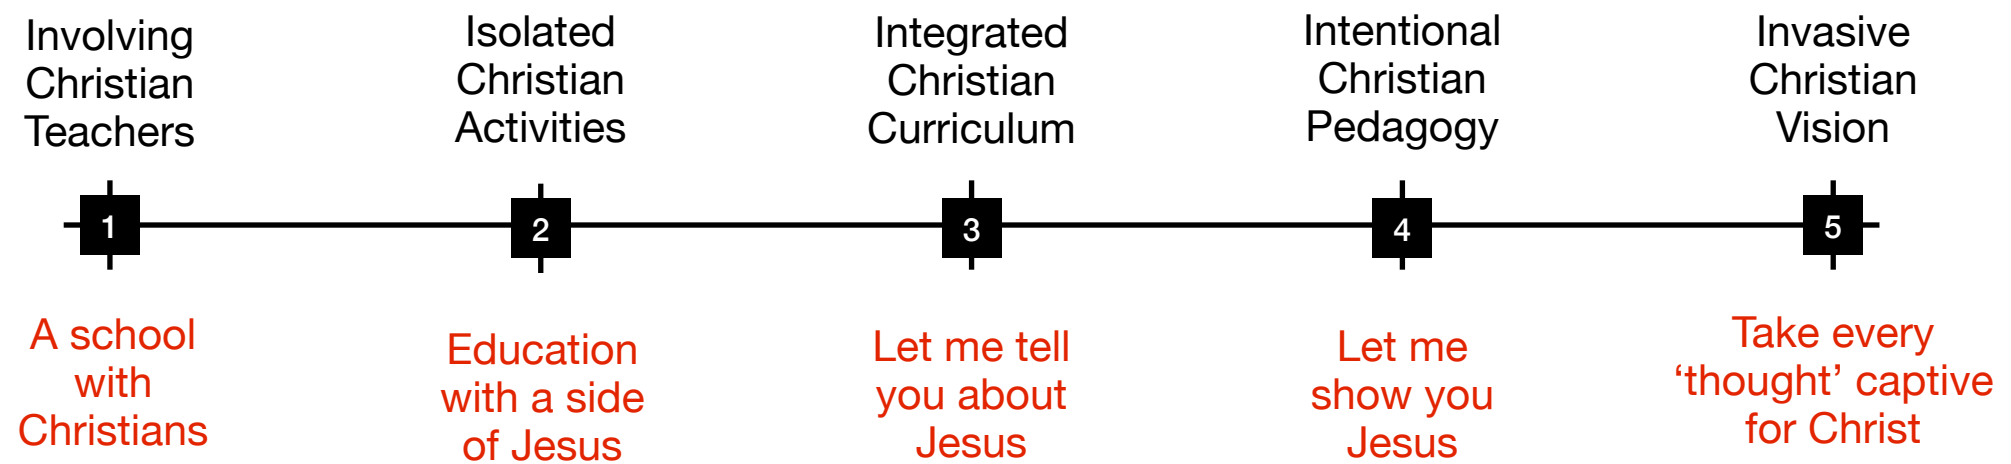 Involving
Christian
Teachers
Isolated
Christian
Activities
Integrated
Christian
Curriculum
Intentional
Christian
Pedagogy
Invasive
Christian
Vision
1
2
3
4
5
A school
with
Christians
Education
with a side
of Jesus
Let me tell
you about
Jesus
Let me
show you
Jesus
Take every
‘thought’ captive
for Christ